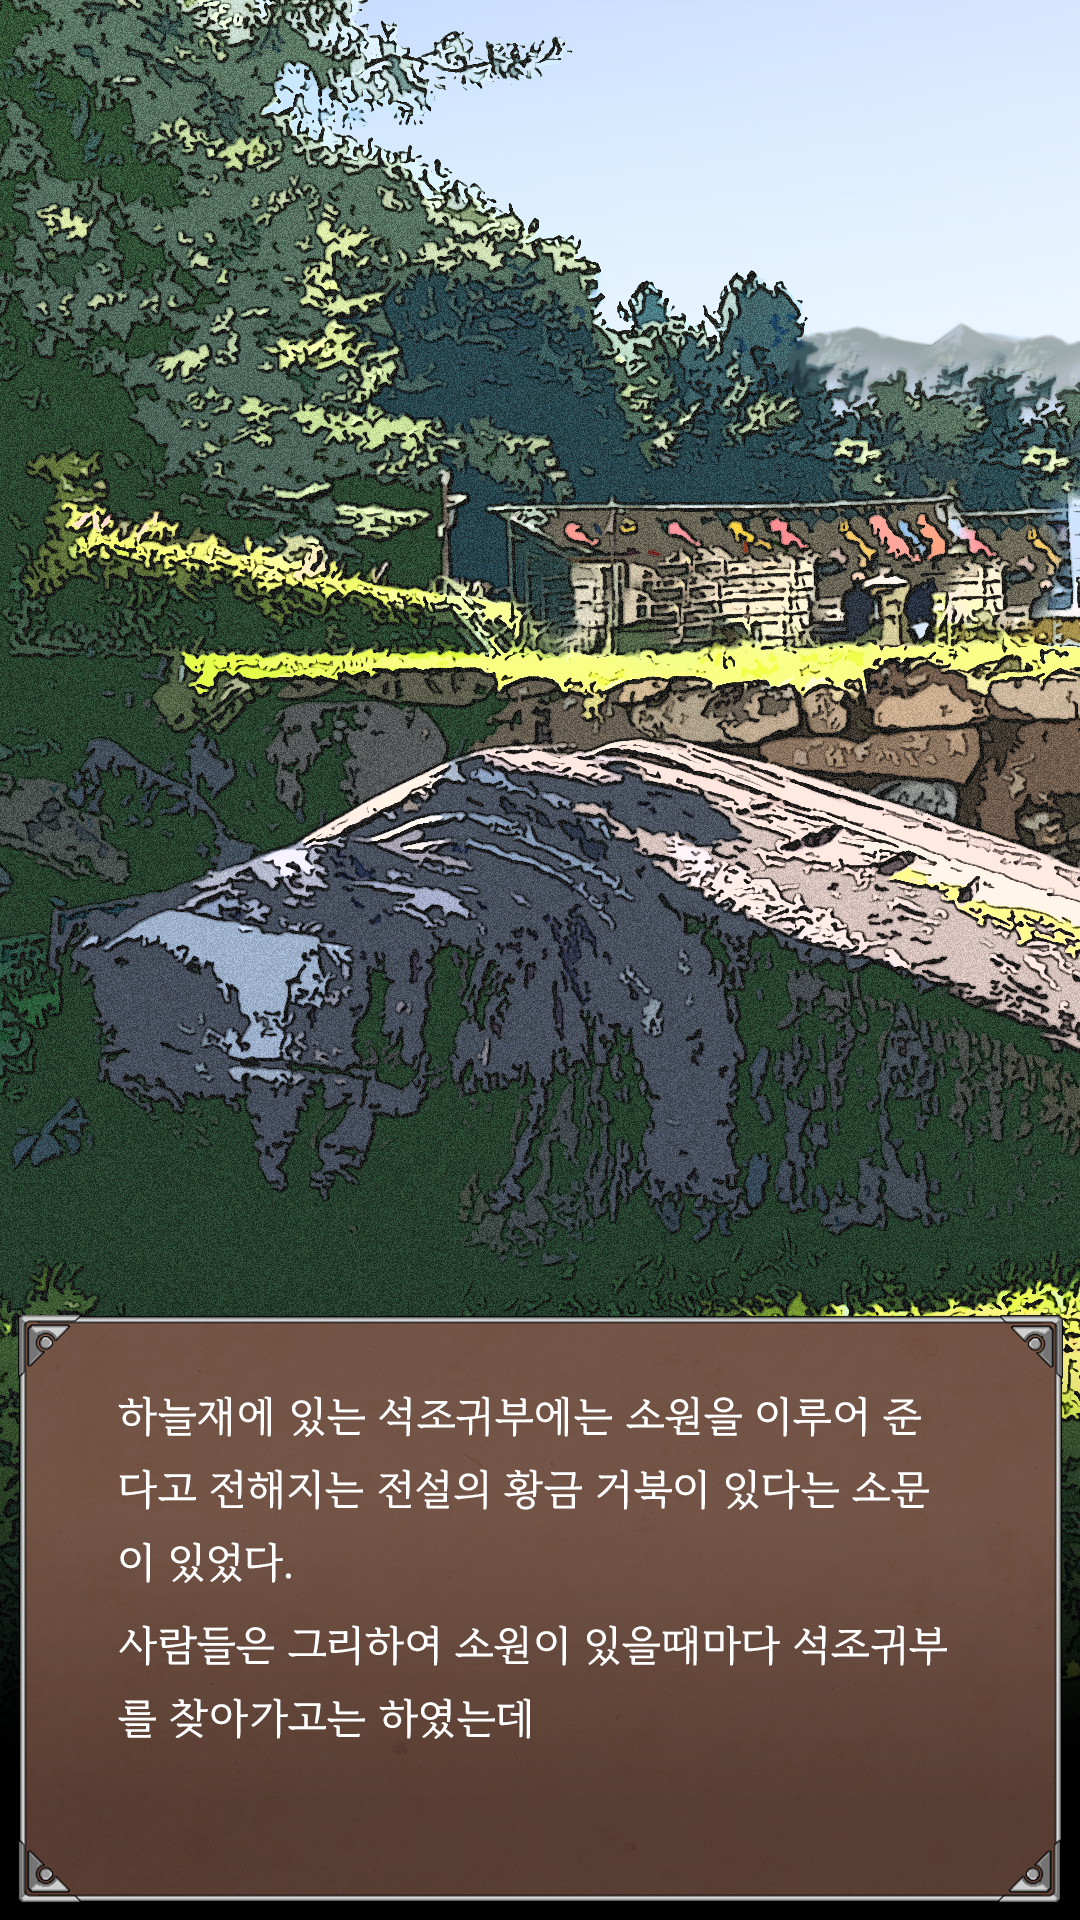 하늘재에 있는 석조귀부에는 소원을 이루어 준
다고 전해지는 전설의 황금 거북이 있다는 소문
이 있었다.
사람들은 그리하여 소원이 있을때마다 석조귀부
를 찾아가고는 하였는데